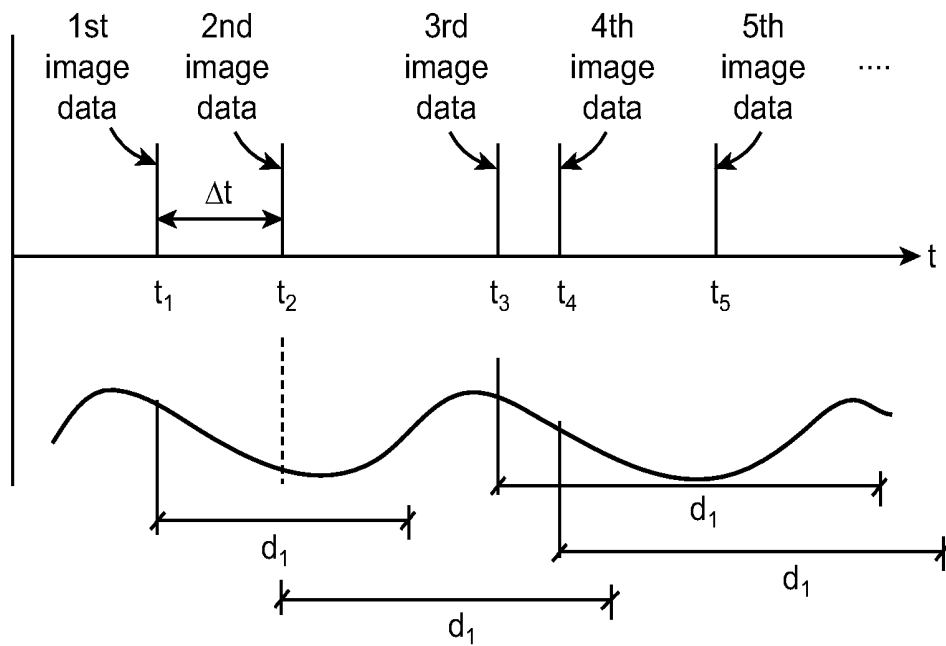 1st image data
2nd image data
3rd image data
4th image data
5th image data
....
Δt
t
t₁
t₂
t₃
t₄
t₅
d₁
d₁
d₁
d₁